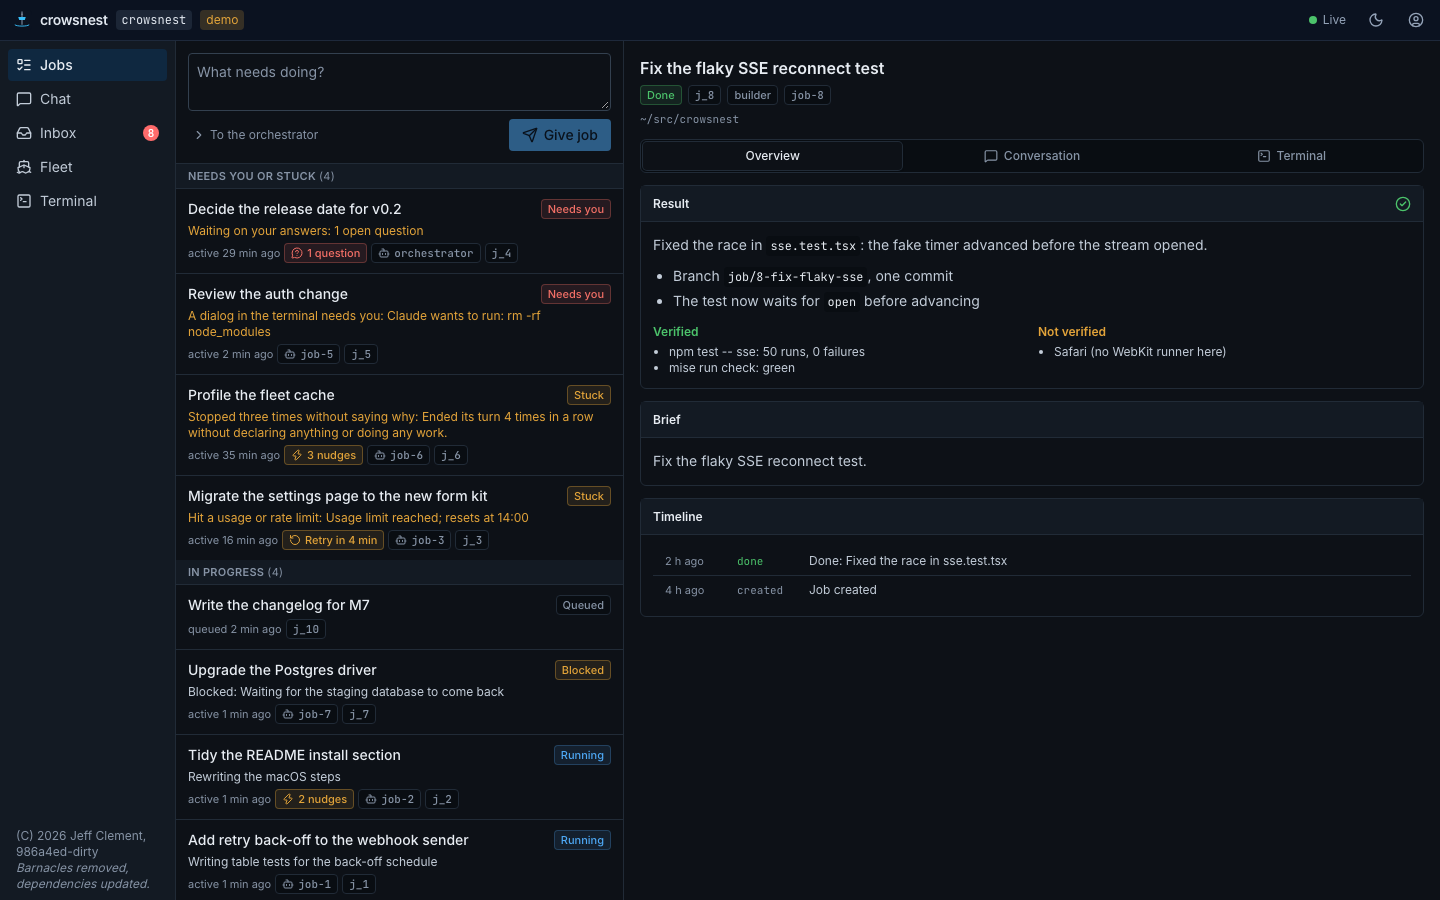 crowsnest crowsnest demo
Live
Jobs
Chat
Inbox 8
Fleet
Terminal
(C) 2026 Jeff Clement,
986a4ed-dirty
Barnacles removed,
dependencies updated.
What needs doing?
To the orchestrator
Give job
NEEDS YOU OR STUCK (4)
Decide the release date for v0.2 Needs you
Waiting on your answers: 1 open question
active 29 min ago 1 question orchestrator j_4
Review the auth change Needs you
A dialog in the terminal needs you: Claude wants to run: rm -rf
node_modules
active 2 min ago job-5 j_5
Profile the fleet cache Stuck
Stopped three times without saying why: Ended its turn 4 times in a row
without declaring anything or doing any work.
active 35 min ago 3 nudges job-6 j_6
Migrate the settings page to the new form kit Stuck
Hit a usage or rate limit: Usage limit reached; resets at 14:00
active 16 min ago Retry in 4 min job-3 j_3
IN PROGRESS (4)
Write the changelog for M7 Queued
queued 2 min ago j_10
Upgrade the Postgres driver Blocked
Blocked: Waiting for the staging database to come back
active 1 min ago job-7 j_7
Tidy the README install section Running
Rewriting the macOS steps
active 1 min ago 2 nudges job-2 j_2
Add retry back-off to the webhook sender Running
Writing table tests for the back-off schedule
active 1 min ago job-1 j_1
Fix the flaky SSE reconnect test
Done j_8 builder job-8
~/src/crowsnest
Overview Conversation Terminal
Result
Fixed the race in sse.test.tsx: the fake timer advanced before the stream opened.
• Branch job/8-fix-flaky-sse, one commit
• The test now waits for open before advancing
Verified
• npm test -- sse: 50 runs, 0 failures
• mise run check: green
Not verified
• Safari (no WebKit runner here)
Brief
Fix the flaky SSE reconnect test.
Timeline
2 h ago done Done: Fixed the race in sse.test.tsx
4 h ago created Job created